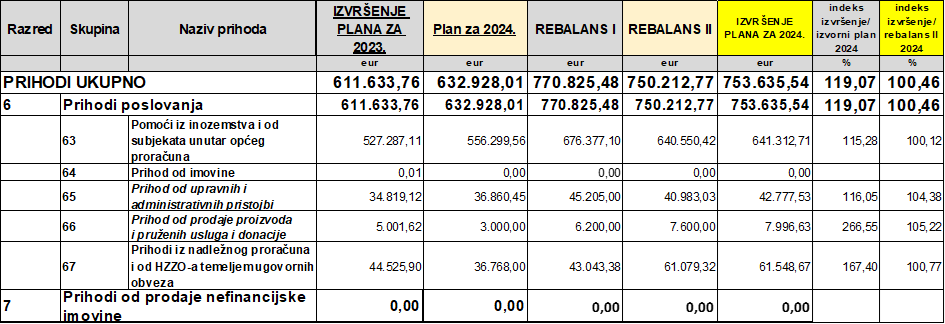 Razred Skupina Naziv prihoda IZVRŠENJE PLANA ZA 2023. Plan za 2024. REBALANS I REBALANS II IZVRŠENJE PLANA ZA 2024. indeks izvršenje/ izvorni plan 2024 indeks izvršenje/ rebalans II 2024
eur eur eur eur eur % %
PRIHODI UKUPNO 611.633,76 632.928,01 770.825,48 750.212,77 753.635,54 119,07 100,46
6 Prihodi poslovanja 611.633,76 632.928,01 770.825,48 750.212,77 753.635,54 119,07 100,46
63 Pomoći iz inozemstva i od subjekata unutar općeg proračuna 527.287,11 556.299,56 676.377,10 640.550,42 641.312,71 115,28 100,12
64 Prihod od imovine 0,01 0,00 0,00 0,00 0,00
65 Prihod od upravnih i administrativnih pristojbi 34.819,12 36.860,45 45.205,00 40.983,03 42.777,53 116,05 104,38
66 Prihod od prodaje proizvoda i pruženih usluga i donacije 5.001,62 3.000,00 6.200,00 7.600,00 7.996,63 266,55 105,22
67 Prihodi iz nadležnog proračuna i od HZZO-a temeljem ugovornih obveza 44.525,90 36.768,00 43.043,38 61.079,32 61.548,67 167,40 100,77
7 Prihodi od prodaje nefinancijske imovine 0,00 0,00 0,00 0,00 0,00